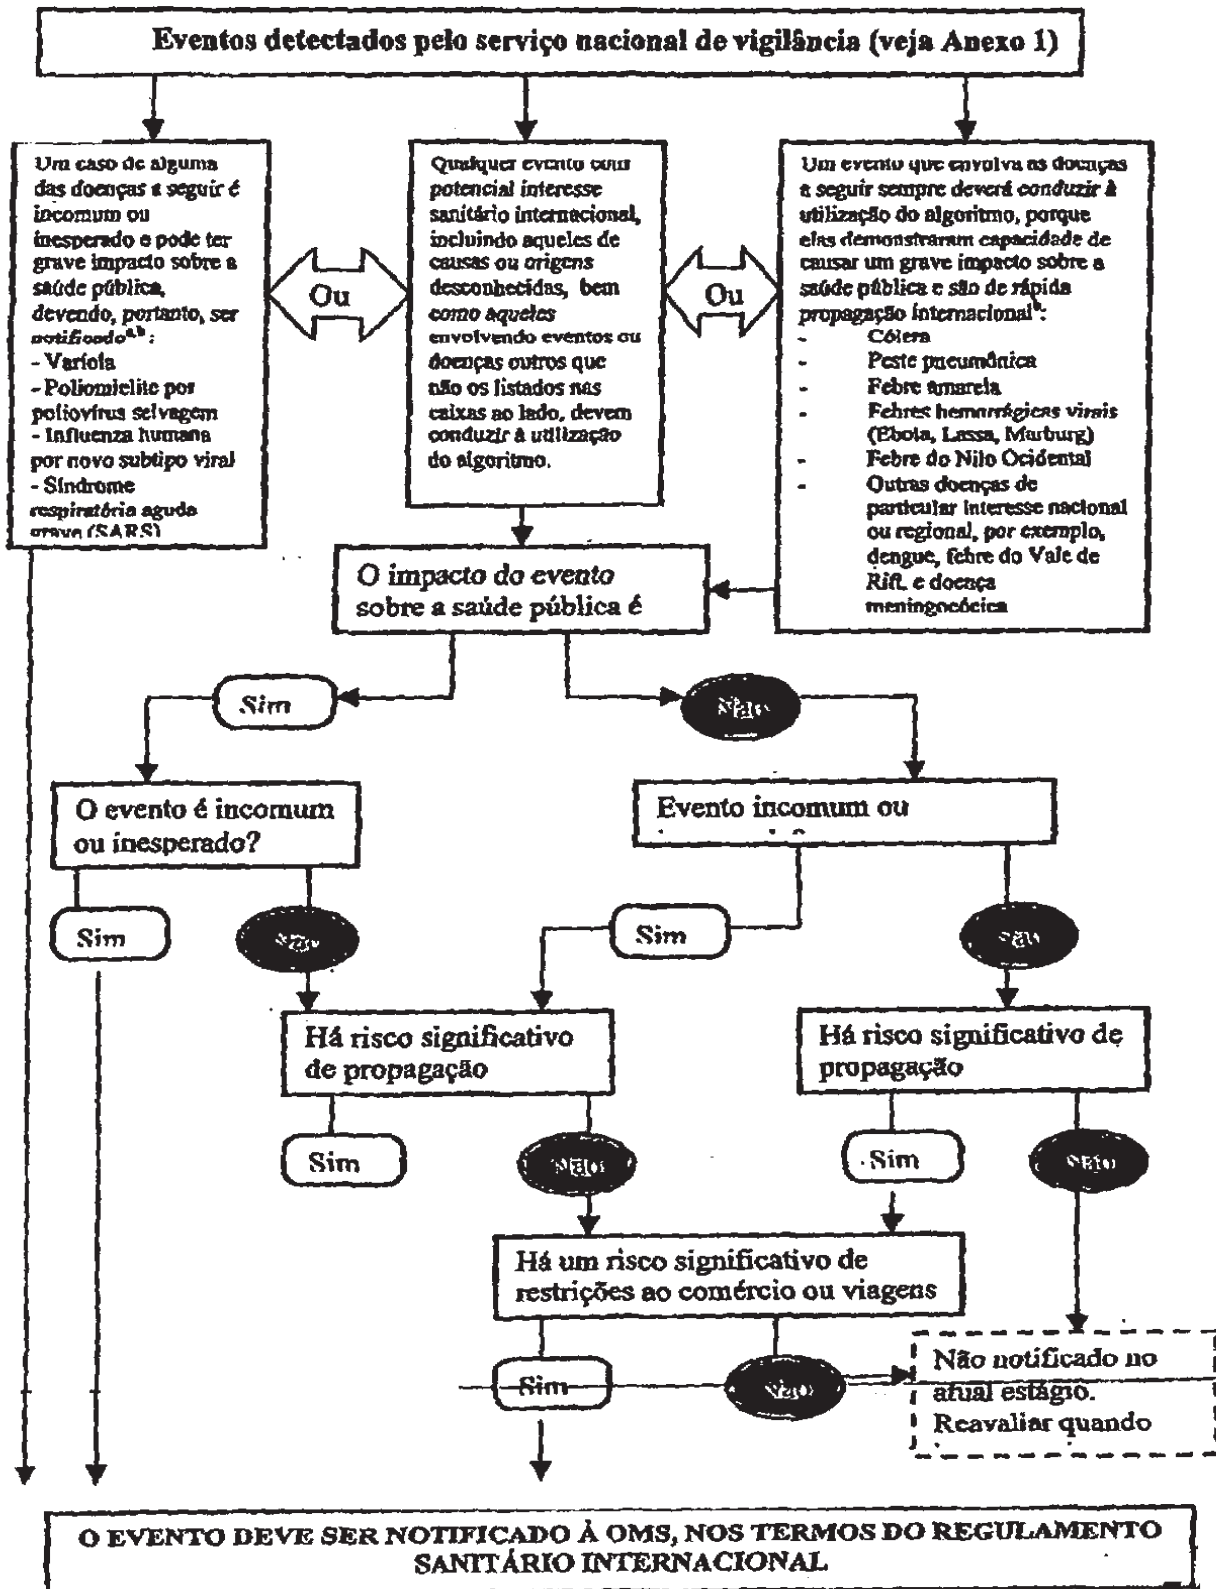 Eventos detectados pelo serviço nacional de vigilância (veja Anexo 1)
Um caso de alguma
das doenças a seguir é
incomum ou
inesperado e pode ter
grave impacto sobre a
saúde pública,
devendo, portanto, ser
notificado a,b :
- Varíola
- Poliomielite por
poliovírus selvagem
- Influenza humana
por novo subtipo viral
- Síndrome
respiratória aguda
grave (SARS)
Ou
Qualquer evento com
potencial interesse
sanitário internacional,
incluindo aqueles de
causas ou origens
desconhecidas, bem
como aqueles
envolvendo eventos ou
doenças outros que
não os listados nas
caixas ao lado, devem
conduzir à utilização
do algoritmo.
Ou
Um evento que envolva as doenças
a seguir sempre deverá conduzir à
utilização do algoritmo, porque
elas demonstraram capacidade de
causar um grave impacto sobre a
saúde pública e são de rápida
propagação internacional b:
- Cólera
- Peste pneumônica
- Febre amarela
- Febres hemorrágicas virais
(Ebola, Lassa, Marburg)
- Febre do Nilo Ocidental
- Outras doenças de
particular interesse nacional
ou regional, por exemplo,
dengue, febre do Vale de
Rift, e doença
meningocócica
O impacto do evento
sobre a saúde pública é
Sim
Não
O evento é incomum
ou inesperado?
Evento incomum ou
Sim
Não
Sim
Não
Há risco significativo
de propagação
Há risco significativo de
propagação
Sim
Não
Sim
Não
Há um risco significativo de
restrições ao comércio ou viagens
Sim
Não
Não notificado no
atual estágio.
Reavaliar quando
O EVENTO DEVE SER NOTIFICADO À OMS, NOS TERMOS DO REGULAMENTO
SANITÁRIO INTERNACIONAL